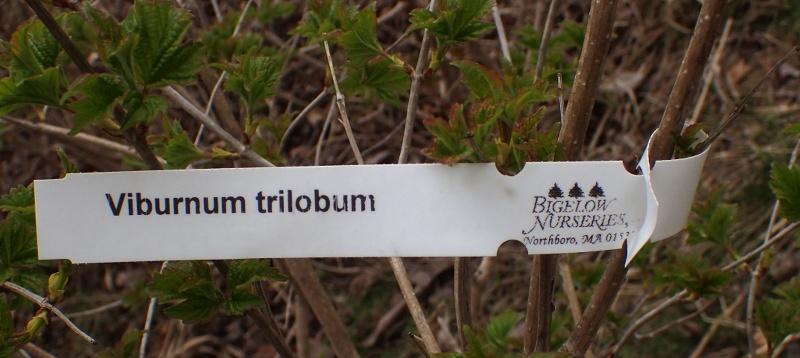 Viburnum trilobum
BIGELOW
NURSERIES,
Northboro, MA